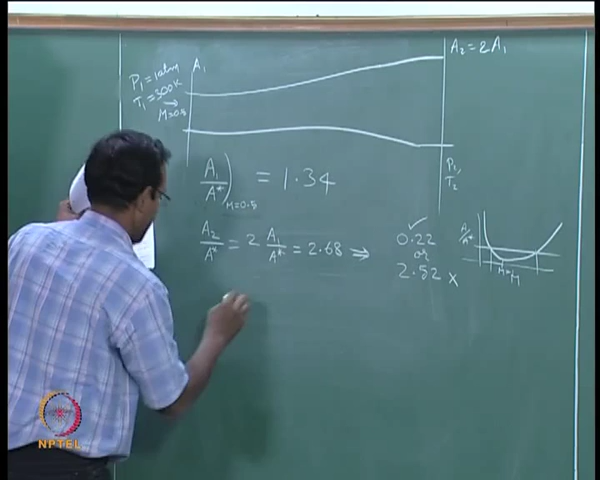 P₁=1atm
T₁=300K
→
M=0.5
A₁
A₂=2A₁
P₁,
T₂
A₁/A*)M=0.5 = 1.34
A₂/A* = 2 A₁/A* = 2.68 ⇒
0.22 ✓
or
2.52 x
A/A*
M
NPTEL